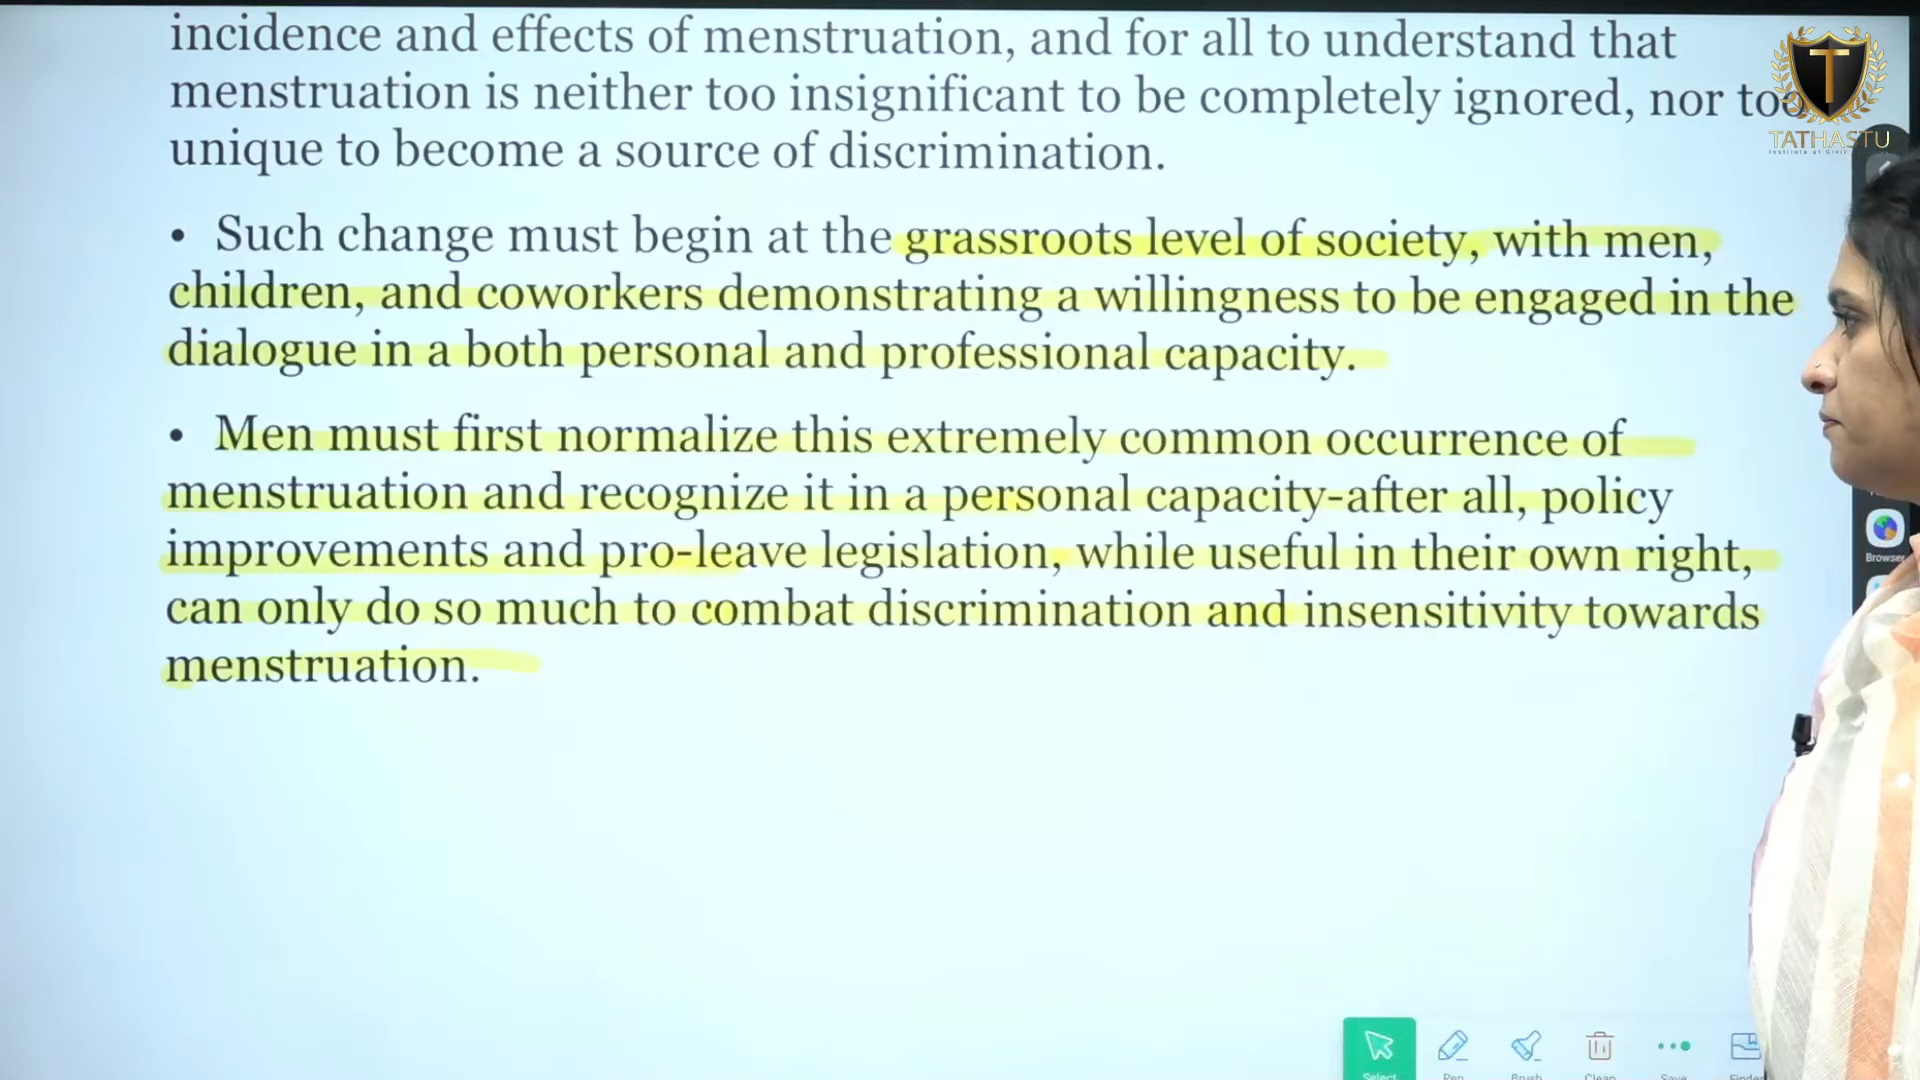 incidence and effects of menstruation, and for all to understand that
menstruation is neither too insignificant to be completely ignored, nor too
unique to become a source of discrimination.
• Such change must begin at the grassroots level of society, with men,
children, and coworkers demonstrating a willingness to be engaged in the
dialogue in a both personal and professional capacity.
• Men must first normalize this extremely common occurrence of
menstruation and recognize it in a personal capacity-after all, policy
improvements and pro-leave legislation, while useful in their own right,
can only do so much to combat discrimination and insensitivity towards
menstruation.
T
TATHASTU
Institute of Civil
Browser
Select Pen Brush Clean Save Finder